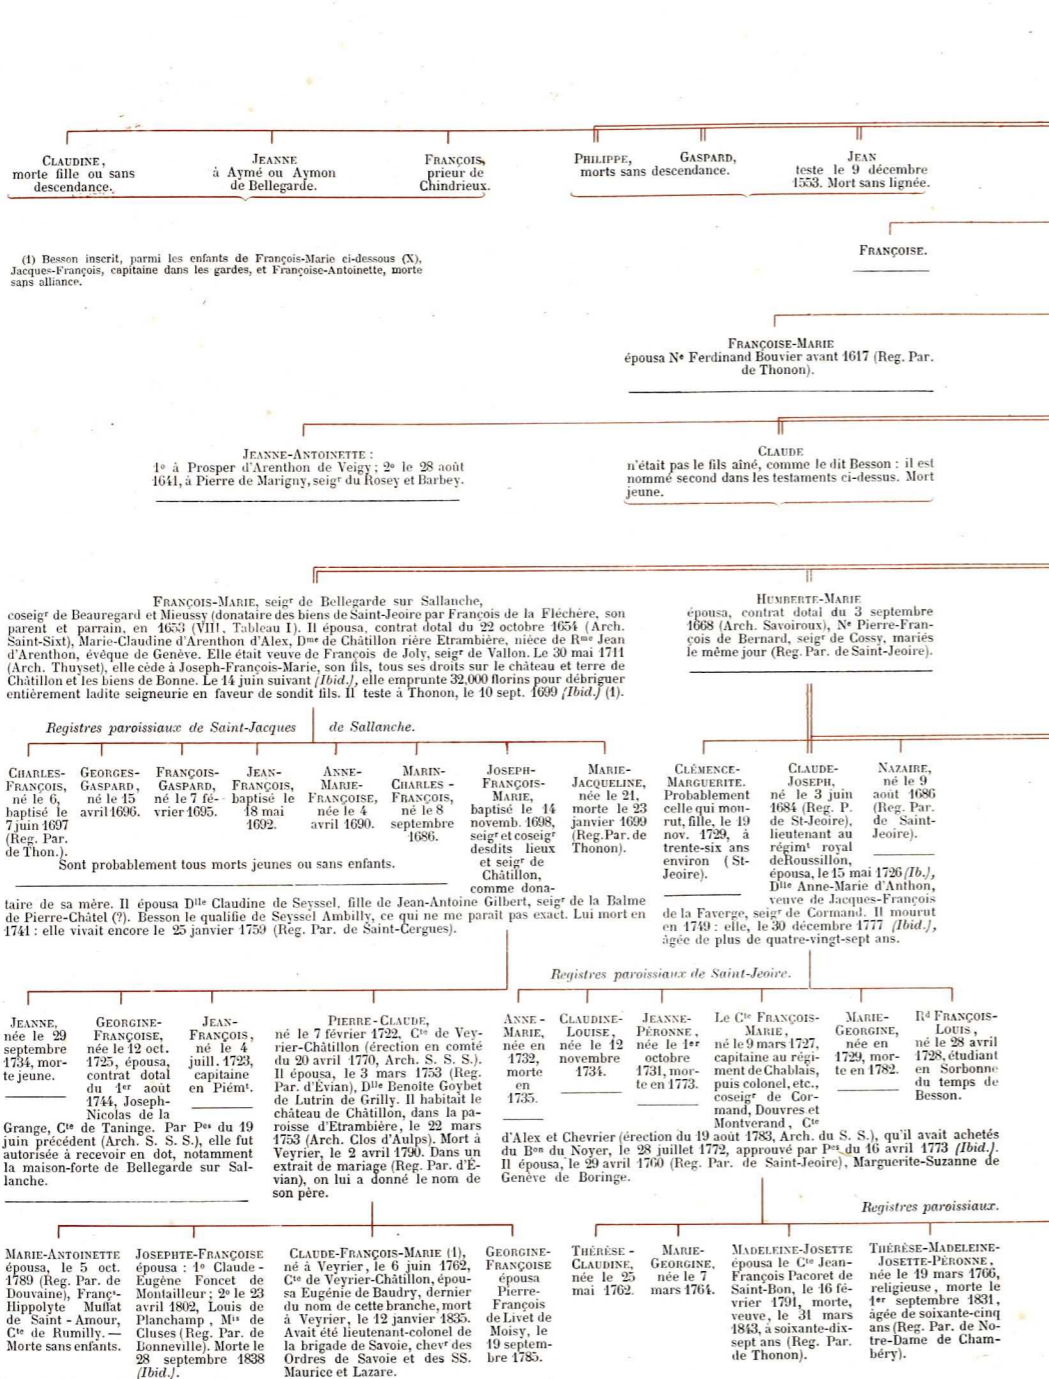 CLAUDINE,
morte fille ou sans
descendance.
JEANNE
à Aymé ou Aymon
de Bellegarde.
FRANÇOIS,
prieur de
Chindrieux.
PHILIPPE, GASPARD,
morts sans descendance.
JEAN
teste le 9 décembre
1553. Mort sans lignée.
FRANÇOISE.
(1) Besson inscrit, parmi les enfants de François-Marie ci-dessous (X),
Jacques-François, capitaine dans les gardes, et Françoise-Antoinette, morte
sans alliance.
FRANÇOISE-MARIE
épousa Ne Ferdinand Bouvier avant 1617 (Reg. Par.
de Thonon).
JEANNE-ANTOINETTE :
1º à Prosper d'Arenthon de Veigy ; 2º le 28 août
1641, à Pierre de Marigny, seigr du Rosey et Barbey.
CLAUDE
n'était pas le fils aîné, comme le dit Besson : il est
nommé second dans les testaments ci-dessus. Mort
jeune.
FRANÇOIS-MARIE, seigr de Bellegarde sur Sallanche,
coseigr de Beauregard et Mieussy (donataire des biens de Saint-Jeoire par François de la Fléchère, son
parent et parrain, en 1653 (VIII, Tableau I). Il épousa, contrat dotal du 22 octobre 1654 (Arch.
Saint-Sixt), Marie-Claudine d'Arenthon d'Alex, Dme de Châtillon rière Etrambière, nièce de Rme Jean
d'Arenthon, évêque de Genève. Elle était veuve de François de Joly, seigr de Vallon. Le 30 mai 1711
(Arch. Thuyset), elle cède à Joseph-François-Marie, son fils, tous ses droits sur le château et terre de
Châtillon et les biens de Bonne. Le 14 juin suivant (Ibid.), elle emprunte 32,000 florins pour débriguer
entièrement ladite seigneurie en faveur de sondit fils. Il teste à Thonon, le 10 sept. 1699 (Ibid.) (1).
HUMBERTE-MARIE
épousa, contrat dotal du 3 septembre
1668 (Arch. Savoiroux), Ne Pierre-Fran-
çois de Bernard, seigr de Cossy, mariés
le même jour (Reg. Par. de Saint-Jeoire).
Registres paroissiaux de Saint-Jacques de Sallanche.
CHARLES-
FRANÇOIS,
né le 6,
baptisé le
7 juin 1697
(Reg. Par.
de Thon.).
GEORGES-
GASPARD,
né le 15
avril 1696.
FRANÇOIS-
GASPARD,
né le 7 fé-
vrier 1695.
JEAN-
FRANÇOIS,
baptisé le
18 mai
1692.
ANNE-
MARIE-
FRANÇOISE,
née le 4
avril 1690.
MARIN-
CHARLES-
FRANÇOIS,
né le 8
septembre
1686.
Sont probablement tous morts jeunes ou sans enfants.
JOSEPH-
FRANÇOIS-
MARIE,
baptisé le 14
novemb. 1698,
seigr et coseigr
desdits lieux
et seigr de
Châtillon,
comme dona-
taire de sa mère. Il épousa Dlle Claudine de Seyssel, fille de Jean-Antoine Gilbert, seigr de la Balme
de Pierre-Châtel (?). Besson le qualifie de Seyssel Ambilly, ce qui ne me paraît pas exact. Lui mort en
1741 : elle vivait encore le 25 janvier 1759 (Reg. Par. de Saint-Cergues).
MARIE-
JACQUELINE,
née le 21,
morte le 23
janvier 1699
(Reg. Par. de
Thonon).
CLÉMENCE-
MARGUERITE.
Probablement
celle qui mou-
rut, fille, le 19
nov. 1729, à
trente-six ans
environ (St-
Jeoire).
CLAUDE-
JOSEPH,
né le 3 juin
1684 (Reg. P.
de St-Jeoire),
lieutenant au
régimt royal
de Roussillon,
épousa, le 15 mai 1726 (Ib.),
Dlle Anne-Marie d'Anthon,
veuve de Jacques-François
de la Faverge, seigr de Cormand. Il mourut
en 1749 : elle, le 30 décembre 1777 (Ibid.),
âgée de plus de quatre-vingt-sept ans.
NAZAIRE,
né le 9
août 1686
(Reg. Par.
de Saint-
Jeoire).
Registres paroissiaux de Saint-Jeoire.
JEANNE,
née le 29
septembre
1734, mor-
te jeune.
GEORGINE-
FRANÇOISE,
née le 12 oct.
1725, épousa,
contrat dotal
du 1er août
1744, Joseph-
Nicolas de la
Grange, Cte de Taninge. Par Pes du 19
juin précédent (Arch. S. S. S.), elle fut
autorisée à recevoir en dot, notamment
la maison-forte de Bellegarde sur Sal-
lanche.
JEAN-
FRANÇOIS,
né le 4
juill. 1723,
capitaine
en Piémt.
PIERRE-CLAUDE,
né le 7 février 1722, Cte de Vey-
rier-Châtillon (érection en comté
du 20 avril 1770, Arch. S. S. S.).
Il épousa, le 3 mars 1753 (Reg.
Par. d'Évian), Dlle Benoîte Goybet
de Lutrin de Grilly. Il habitait le
château de Châtillon, dans la pa-
roisse d'Etrambière, le 22 mars
1753 (Arch. Clos d'Aulps). Mort à
Veyrier, le 2 avril 1790. Dans un
extrait de mariage (Reg. Par. d'É-
vian), on lui a donné le nom de
son père.
ANNE-
MARIE,
née en
1732,
morte
en
1735.
CLAUDINE-
LOUISE,
née le 12
novembre
1734.
JEANNE-
PÉRONNE,
née le 1er
octobre
1731, mor-
te en 1773.
Le Cte FRANÇOIS-
MARIE,
né le 9 mars 1727,
capitaine au régi-
ment de Chablais,
puis colonel, etc.,
coseigr de Cor-
mand, Douvres et
Montverand, Cte
d'Alex et Chevrier (érection du 19 août 1783, Arch. du S. S.), qu'il avait achetés
du Bon du Noyer, le 28 juillet 1772, approuvé par Pes du 16 avril 1773 (Ibid.).
Il épousa, le 29 avril 1760 (Reg. Par. de Saint-Jeoire), Marguerite-Suzanne de
Genève de Boringe.
MARIE-
GEORGINE,
née en
1729, mor-
te en 1782.
Rd FRANÇOIS-
LOUIS,
né le 28 avril
1728, étudiant
en Sorbonne
du temps de
Besson.
Registres paroissiaux.
MARIE-ANTOINETTE
épousa, le 5 oct.
1789 (Reg. Par. de
Douvaine), Franç.s-
Hippolyte Muffat
de Saint-Amour,
Cte de Rumilly. —
Morte sans enfants.
JOSEPHTE-FRANÇOISE
épousa : 1º Claude-
Eugène Foncet de
Montailleur ; 2º le 23
avril 1802, Louis de
Planchamp, Mis de
Cluses (Reg. Par. de
Bonneville). Morte le
28 septembre 1838
(Ibid.).
CLAUDE-FRANÇOIS-MARIE (1),
né à Veyrier, le 6 juin 1762,
Cte de Veyrier-Châtillon, épou-
sa Eugénie de Baudry, dernier
du nom de cette branche, mort
à Veyrier, le 12 janvier 1835.
Avait été lieutenant-colonel de
la brigade de Savoie, chevr des
Ordres de Savoie et des SS.
Maurice et Lazare.
GEORGINE-
FRANÇOISE
épousa
Pierre-
François
de Livet de
Moisy, le
19 septem-
bre 1785.
THÉRÈSE-
CLAUDINE,
née le 25
mai 1762.
MARIE-
GEORGINE,
née le 7
mars 1764.
MADELEINE-JOSETTE
épousa le Cte Jean-
François Pacoret de
Saint-Bon, le 16 fé-
vrier 1791, morte,
veuve, le 31 mars
1843, à soixante-dix-
sept ans (Reg. Par.
de Thonon).
THÉRÈSE-MADELEINE-
JOSETTE-PÉRONNE,
née le 19 mars 1766,
religieuse, morte le
1er septembre 1831,
âgée de soixante-cinq
ans (Reg. Par. de No-
tre-Dame de Cham-
béry).